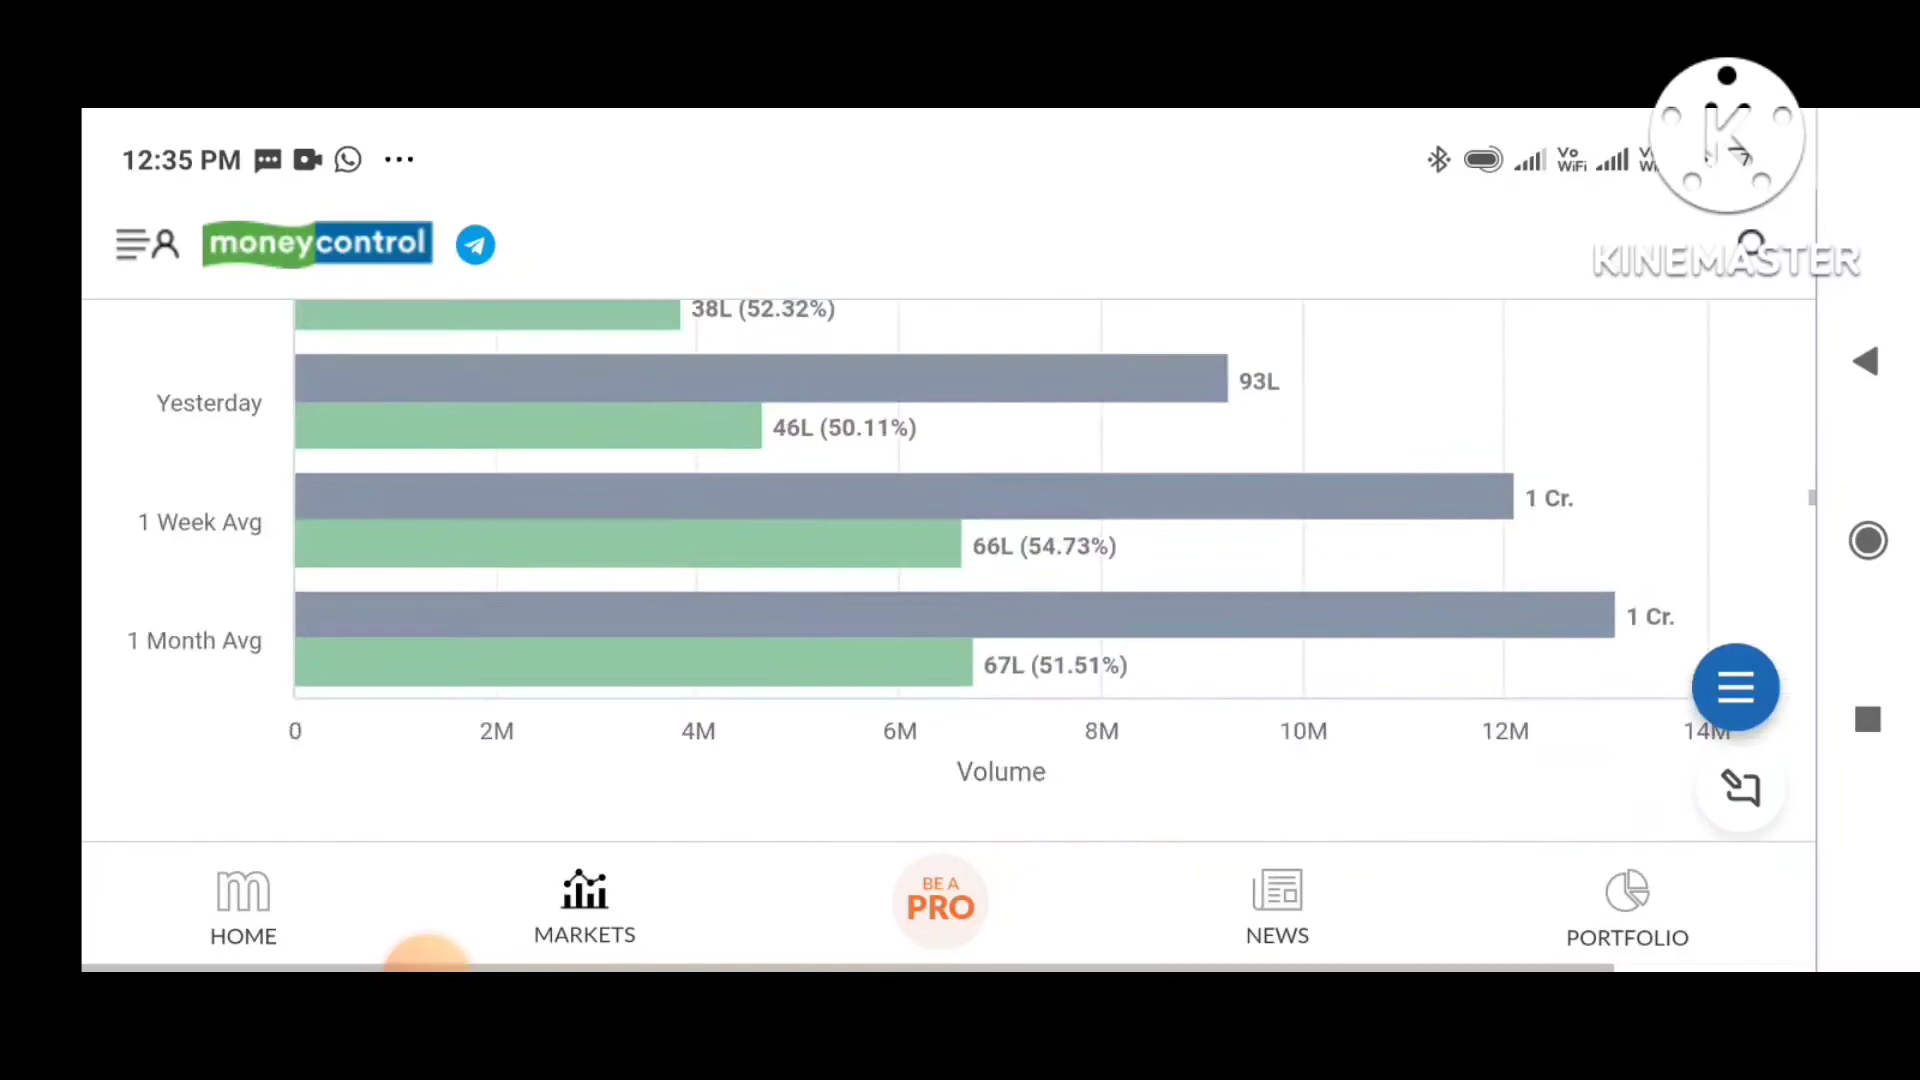 12:35 PM
Vo
WiFi
moneycontrol
KINEMASTER
38L (52.32%)
Yesterday
93L
46L (50.11%)
1 Week Avg
1 Cr.
66L (54.73%)
1 Month Avg
1 Cr.
67L (51.51%)
0 2M 4M 6M 8M 10M 12M 14M
Volume
HOME
MARKETS
BE A
PRO
NEWS
PORTFOLIO